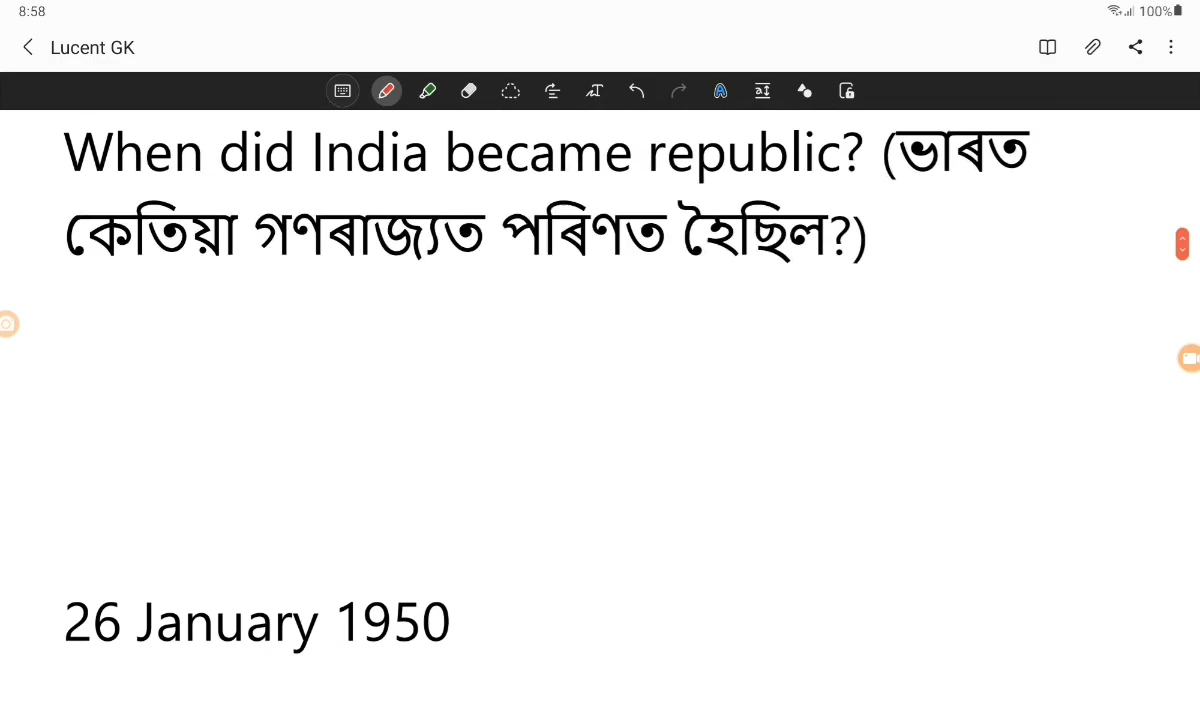 8:58 100%
Lucent GK
When did India became republic? (ভাৰত
কেতিয়া গণৰাজ্যত পৰিণত হৈছিল?)
26 January 1950